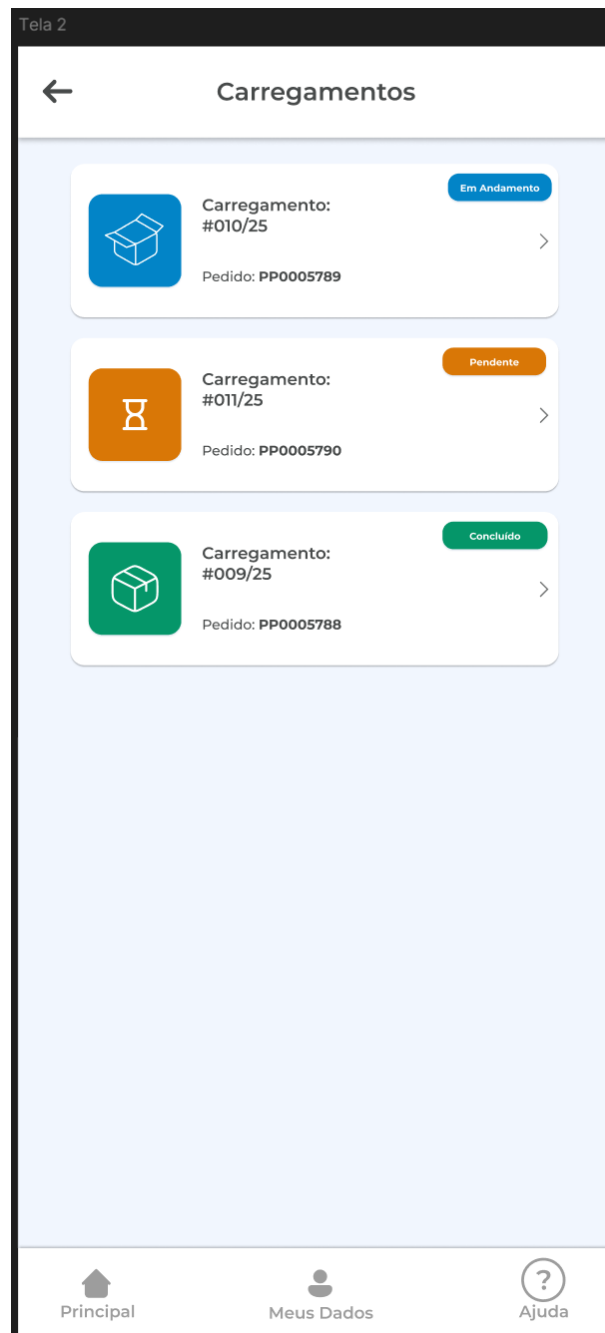 Tela 2
Carregamentos
Em Andamento
Carregamento:
#010/25
Pedido: PP0005789
Pendente
Carregamento:
#011/25
Pedido: PP0005790
Concluído
Carregamento:
#009/25
Pedido: PP0005788
Principal
Meus Dados
?
Ajuda